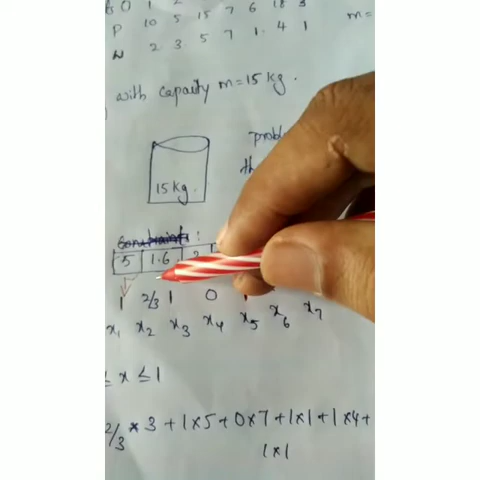 O 1 2
P 10 5 15 7 6 18 3
W 2 3 5 7 1 4 1
m=
with capacity m=15 kg.
15 kg.
:
5 1.6
1 2/3 1 0
x1 x2 x3 x4 x5 x6 x7
≤ x ≤ 1
2/3 * 3 + 1×5 + 0×7 + 1×1 + 1×4 +
1×1